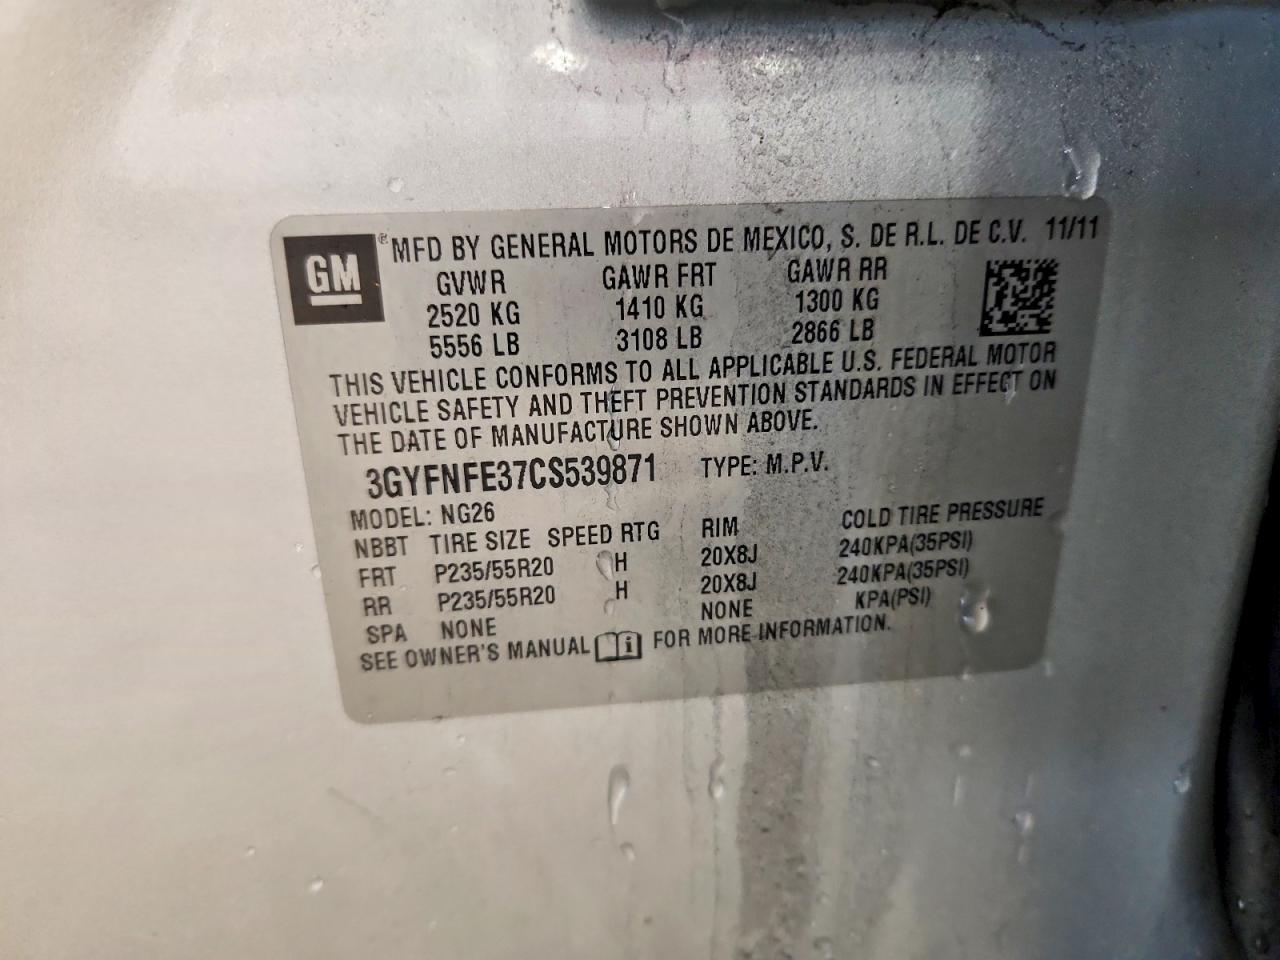 GM ® MFD BY GENERAL MOTORS DE MEXICO, S. DE R.L. DE C.V. 11/11
GVWR GAWR FRT GAWR RR
2520 KG 1410 KG 1300 KG
5556 LB 3108 LB 2866 LB
THIS VEHICLE CONFORMS TO ALL APPLICABLE U.S. FEDERAL MOTOR
VEHICLE SAFETY AND THEFT PREVENTION STANDARDS IN EFFECT ON
THE DATE OF MANUFACTURE SHOWN ABOVE.
3GYFNFE37CS539871 TYPE: M.P.V.
MODEL: NG26
NBBT TIRE SIZE SPEED RTG RIM COLD TIRE PRESSURE
FRT P235/55R20 H 20X8J 240KPA(35PSI)
RR P235/55R20 H 20X8J 240KPA(35PSI)
SPA NONE NONE KPA(PSI)
SEE OWNER'S MANUAL i FOR MORE INFORMATION.